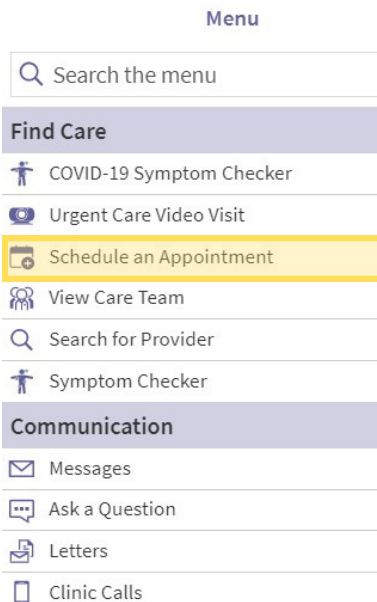 Menu
Search the menu
Find Care
COVID-19 Symptom Checker
Urgent Care Video Visit
Schedule an Appointment
View Care Team
Search for Provider
Symptom Checker
Communication
Messages
Ask a Question
Letters
Clinic Calls